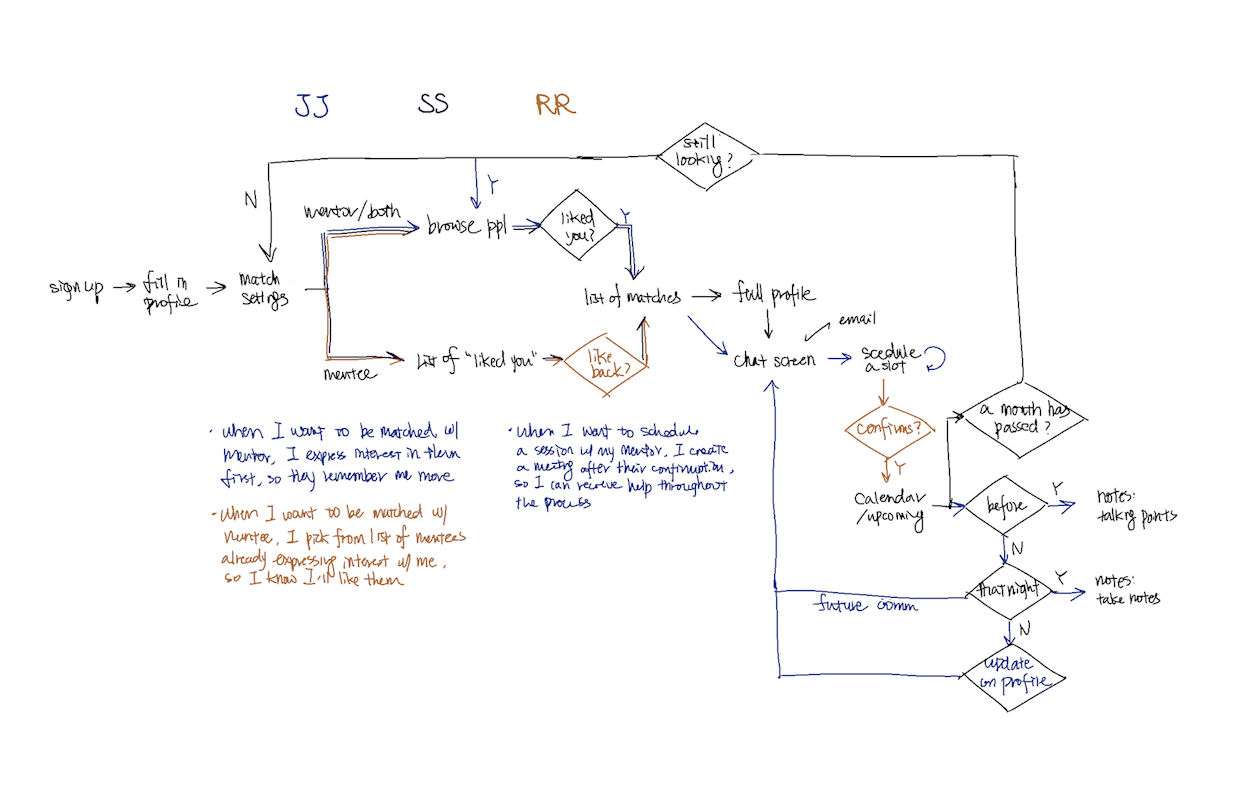 JJ SS RR
still
looking?
N
Y
mentor/both
browse ppl
liked
you?
Y
sign up
fill in
profile
match
settings
list of matches
full profile
email
mentee
list of "liked you"
like
back?
chat screen
scedule
a slot
confirms?
Y
a month has
passed?
calendar
/upcoming
before
Y
notes:
talking points
N
that night
Y
notes:
take notes
future comm
N
update
on profile
• when I want to be matched w/
mentor, I express interest in them
first, so they remember me more
• when I want to be matched w/
mentee, I pick from list of mentees
already expressing interest w/ me,
so I know I'll like them
• when I want to schedule
a session w/ my mentor, I create
a meeting after their confirmation,
so I can receive help throughout
the process